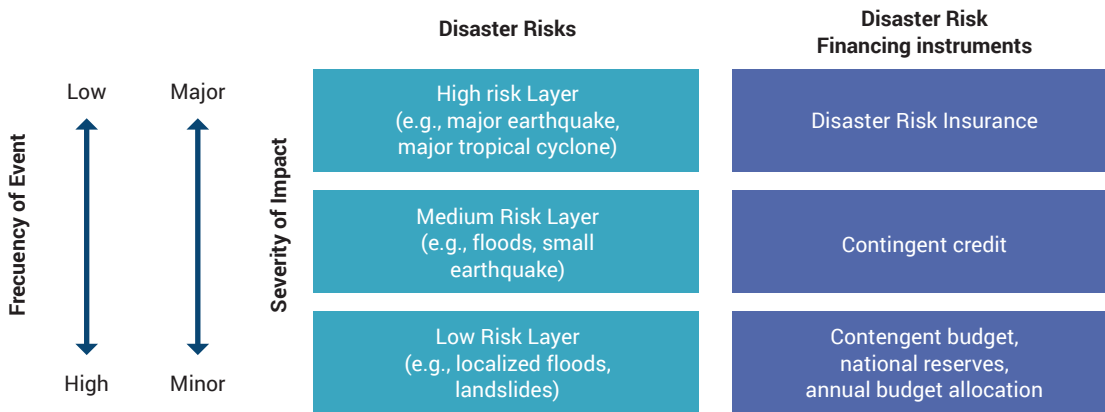 Disaster Risks
Disaster Risk
Financing instruments
Frecuency of Event
Low
High
Major
Minor
Severity of Impact
High risk Layer
(e.g., major earthquake,
major tropical cyclone)
Disaster Risk Insurance
Medium Risk Layer
(e.g., floods, small
earthquake)
Contingent credit
Low Risk Layer
(e.g., localized floods,
landslides)
Contengent budget,
national reserves,
annual budget allocation